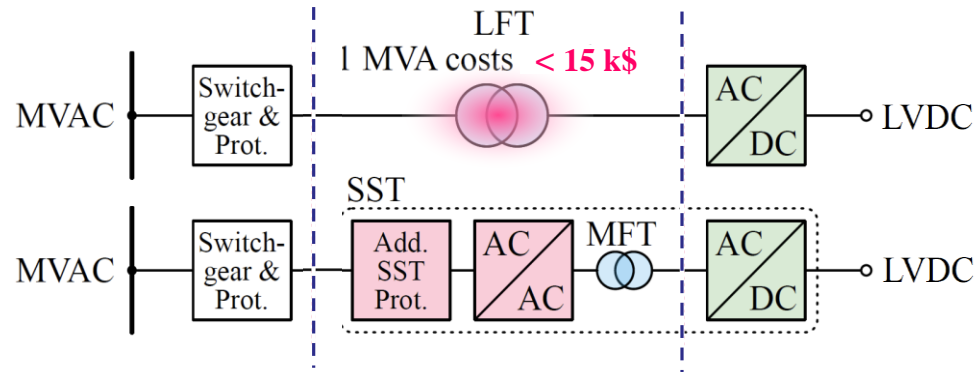 LFT
1 MVA costs < 15 k$
MVAC
Switch-
gear &
Prot.
AC
DC
LVDC
SST
MVAC
Switch-
gear &
Prot.
Add.
SST
Prot.
AC
AC
MFT
AC
DC
LVDC